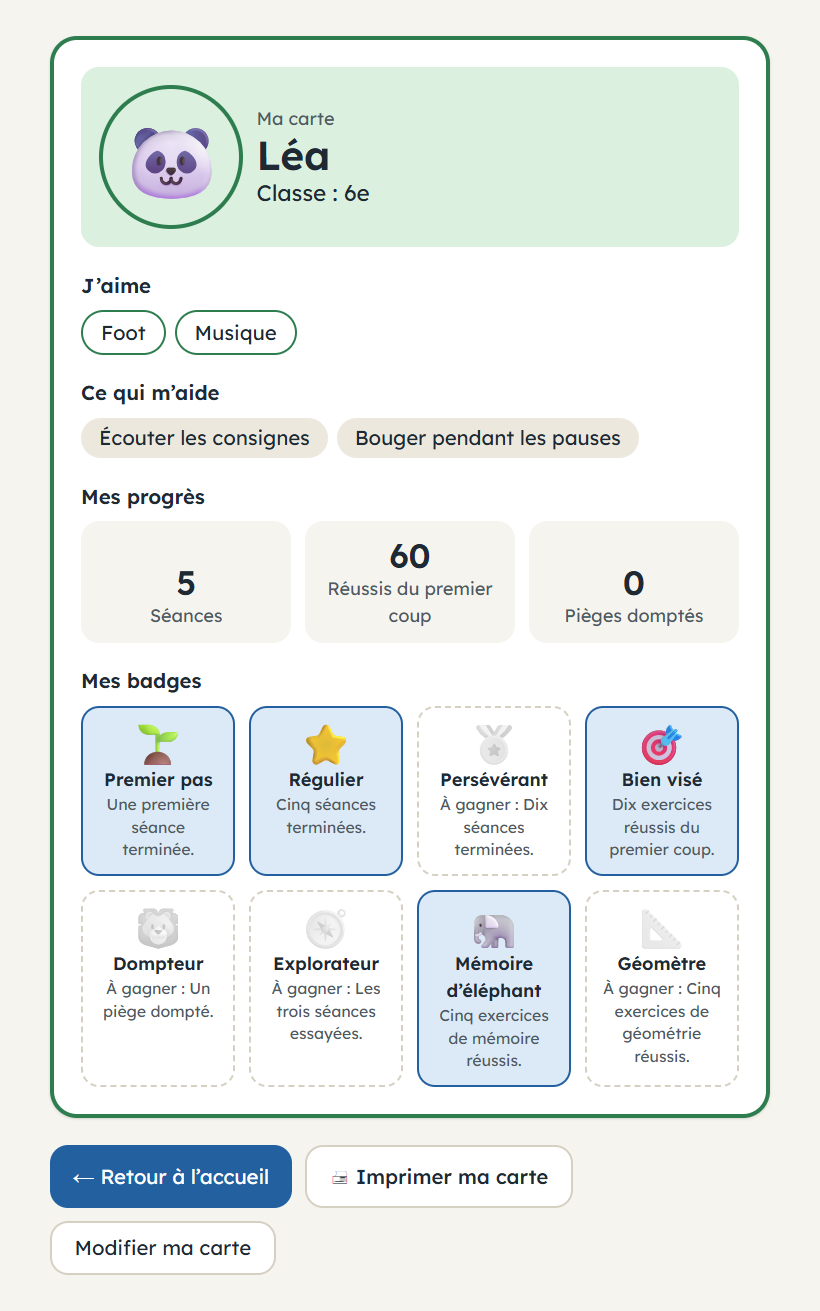 Ma carte
Léa
Classe : 6e
J’aime
Foot
Musique
Ce qui m’aide
Écouter les consignes
Bouger pendant les pauses
Mes progrès
5
Séances
60
Réussis du premier
coup
0
Pièges domptés
Mes badges
Premier pas
Une première
séance
terminée.
Régulier
Cinq séances
terminées.
Persévérant
À gagner : Dix
séances
terminées.
Bien visé
Dix exercices
réussis du
premier coup.
Dompteur
À gagner : Un
piège dompté.
Explorateur
À gagner : Les
trois séances
essayées.
Mémoire
d’éléphant
Cinq exercices
de mémoire
réussis.
Géomètre
À gagner : Cinq
exercices de
géométrie
réussis.
← Retour à l’accueil
Imprimer ma carte
Modifier ma carte